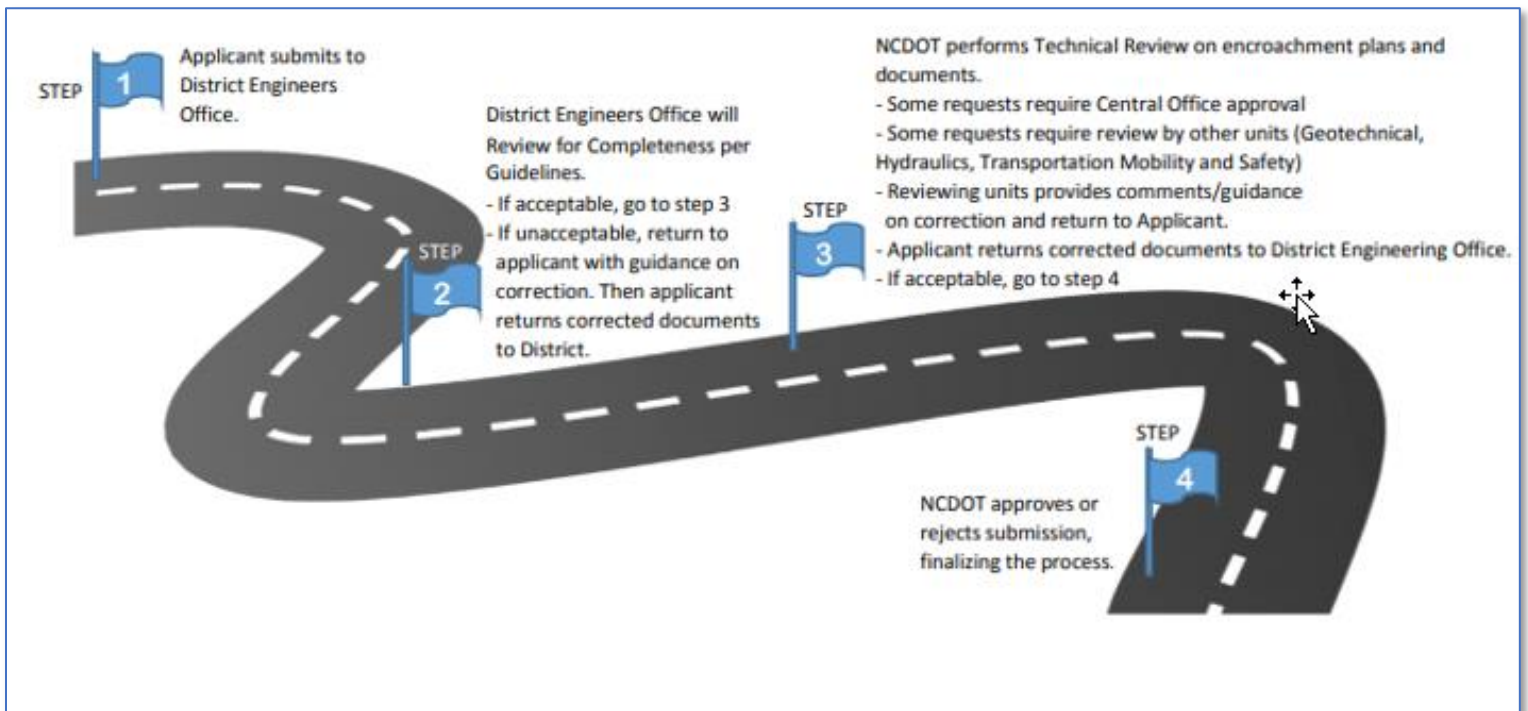 STEP
1
Applicant submits to
District Engineers
Office.
STEP
2
District Engineers Office will
Review for Completeness per
Guidelines.
- If acceptable, go to step 3
- If unacceptable, return to
applicant with guidance on
correction. Then applicant
returns corrected documents
to District.
STEP
3
NCDOT performs Technical Review on encroachment plans and
documents.
- Some requests require Central Office approval
- Some requests require review by other units (Geotechnical,
Hydraulics, Transportation Mobility and Safety)
- Reviewing units provides comments/guidance
on correction and return to Applicant.
- Applicant returns corrected documents to District Engineering Office.
- If acceptable, go to step 4
STEP
4
NCDOT approves or
rejects submission,
finalizing the process.